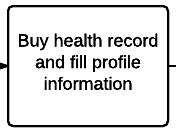 Buy health record
and fill profile
information